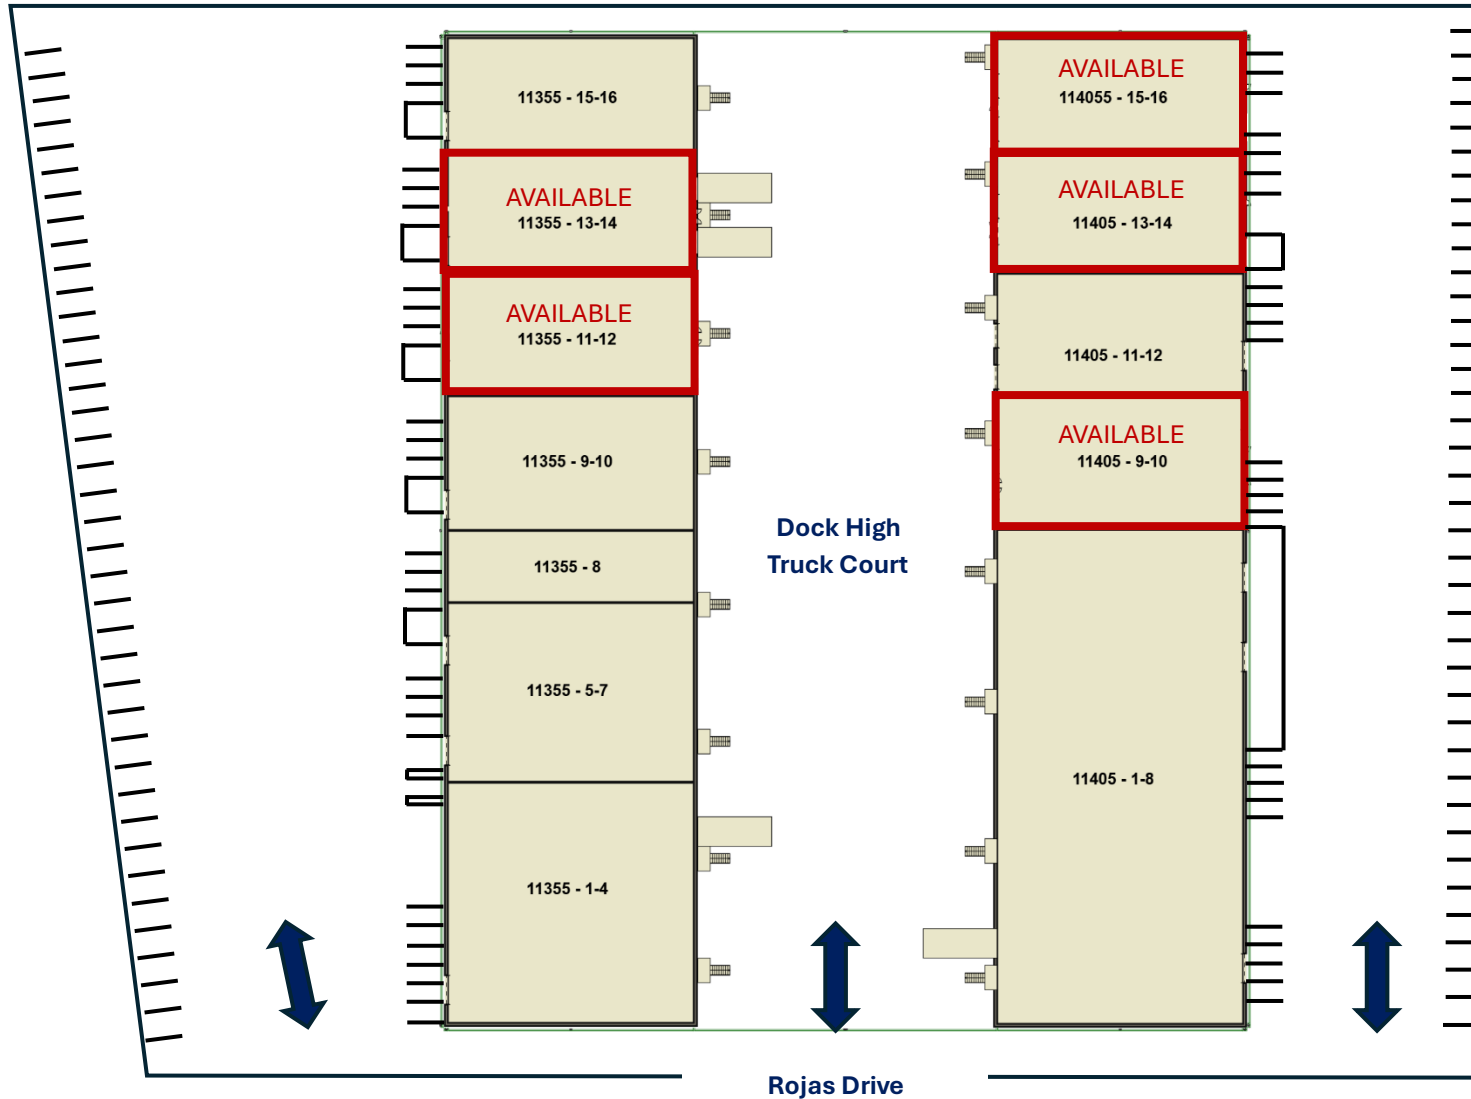 11355 - 15-16
AVAILABLE
11355 - 13-14
AVAILABLE
11355 - 11-12
11355 - 9-10
11355 - 8
11355 - 5-7
11355 - 1-4
Dock High
Truck Court
AVAILABLE
114055 - 15-16
AVAILABLE
11405 - 13-14
11405 - 11-12
AVAILABLE
11405 - 9-10
11405 - 1-8
Rojas Drive